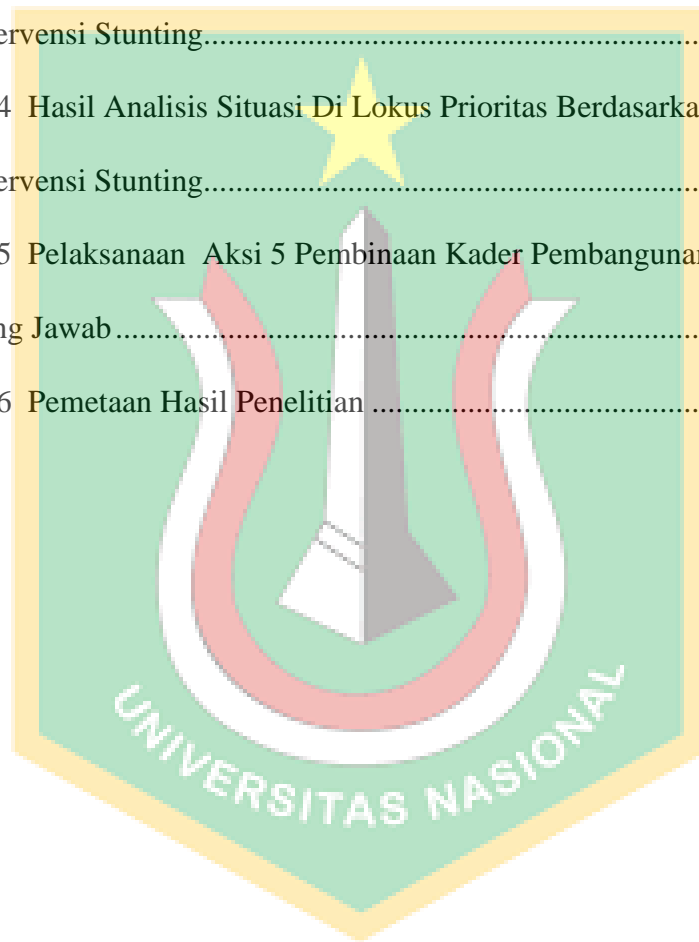 ervensi Stunting....................................................................
4 Hasil Analisis Situasi Di Lokus Prioritas Berdasarka
ervensi Stunting....................................................................
5 Pelaksanaan Aksi 5 Pembinaan Kader Pembangunan
ng Jawab................................................................................
6 Pemetaan Hasil Penelitian ..............................................
UNIVERSITAS NASIONAL